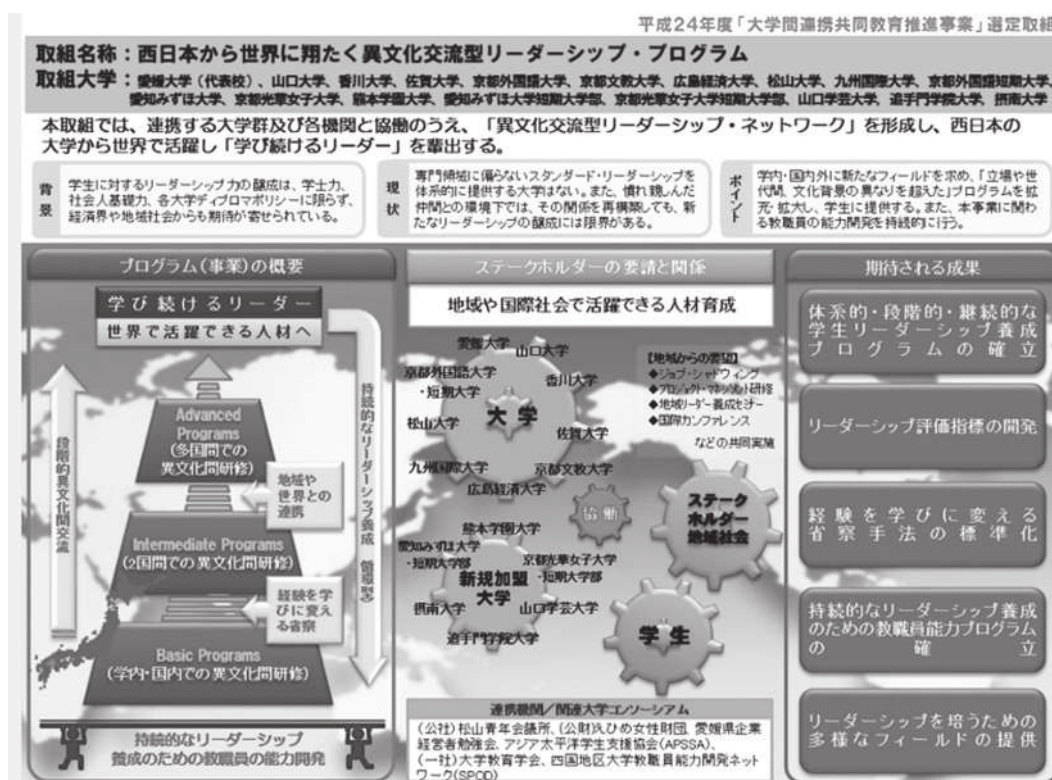 平成24年度「大学間連携共同教育推進事業」選定取組
取組名称：西日本から世界に翔たく異文化交流型リーダーシップ・プログラム
取組大学：愛媛大学（代表校）、山口大学、香川大学、佐賀大学、京都外国語大学、京都文教大学、広島経済大学、松山大学、九州国際大学、京都外国語短期大学
愛知みずほ大学、京都光華女子大学、熊本学園大学、愛知みずほ大学短期大学部、京都光華女子大学短期大学部、山口学芸大学、追手門学院大学、摂南大学
本取組では、連携する大学群及び各機関と協働のうえ、「異文化交流型リーダーシップ・ネットワーク」を形成し、西日本の
大学から世界で活躍し「学び続けるリーダー」を輩出する。
背景
学生に対するリーダーシップ力の醸成は、学士力、
社会人基礎力、各大学ディプロマポリシーに限らず、
経済界や地域社会からも期待が寄せられている。
現状
専門領域に偏らないスタンダード・リーダーシップを
体系的に提供する大学はない。また、慣れ親しんだ
仲間との環境下では、その関係を再構築しても、新
たなリーダーシップの醸成には限界がある。
ポイント
学内・国内外に新たなフィールドを求め、「立場や世
代間、文化背景の異なりを超えた」プログラムを拡
充・拡大し、学生に提供する。また、本事業に関わ
る教職員の能力開発を持続的に行う。
プログラム（事業）の概要
学び続けるリーダー
世界で活躍できる人材へ
段階的異文化間交流
Advanced
Programs
(多国間での
異文化間研修)
地域や
世界との
連携
Intermediate Programs
(2国間での異文化間研修)
経験を学
びに変え
る省察
Basic Programs
(学内・国内での異文化間研修)
持続的なリーダーシップ養成
持続的なリーダーシップ
養成のための教職員の能力開発
ステークホルダーの要請と関係
地域や国際社会で活躍できる人材育成
愛媛大学
山口大学
京都外国語大学
・短期大学
香川大学
大学
松山大学
佐賀大学
九州国際大学
京都文教大学
広島経済大学
【地域からの要望】
◆ジョブ・シャドウィング
◆プロジェクト・マネジメント研修
◆地域リーダー養成セミナー
◆国際カンファレンス
などの共同実施
協働
ステーク
ホルダー
地域社会
熊本学園大学
愛知みずほ大学
・短期大学部
京都光華女子大学
・短期大学部
新規加盟
大学
摂南大学
山口学芸大学
追手門学院大学
学生
連携機関／関連大学コンソーシアム
(公社)松山青年会議所、(公財)えひめ女性財団、愛媛県企業
経営者勉強会、アジア太平洋学生支援協会(APSSA)、
(一社)大学教育学会、四国地区大学教職員能力開発ネット
ワーク(SPOD)
期待される成果
体系的・段階的・継続的な
学生リーダーシップ養成
プログラムの確立
リーダーシップ評価指標の開発
経験を学びに変える
省察手法の標準化
持続的なリーダーシップ養成
のための教職員能力プログラム
の確立
リーダーシップを培うための
多様なフィールドの提供